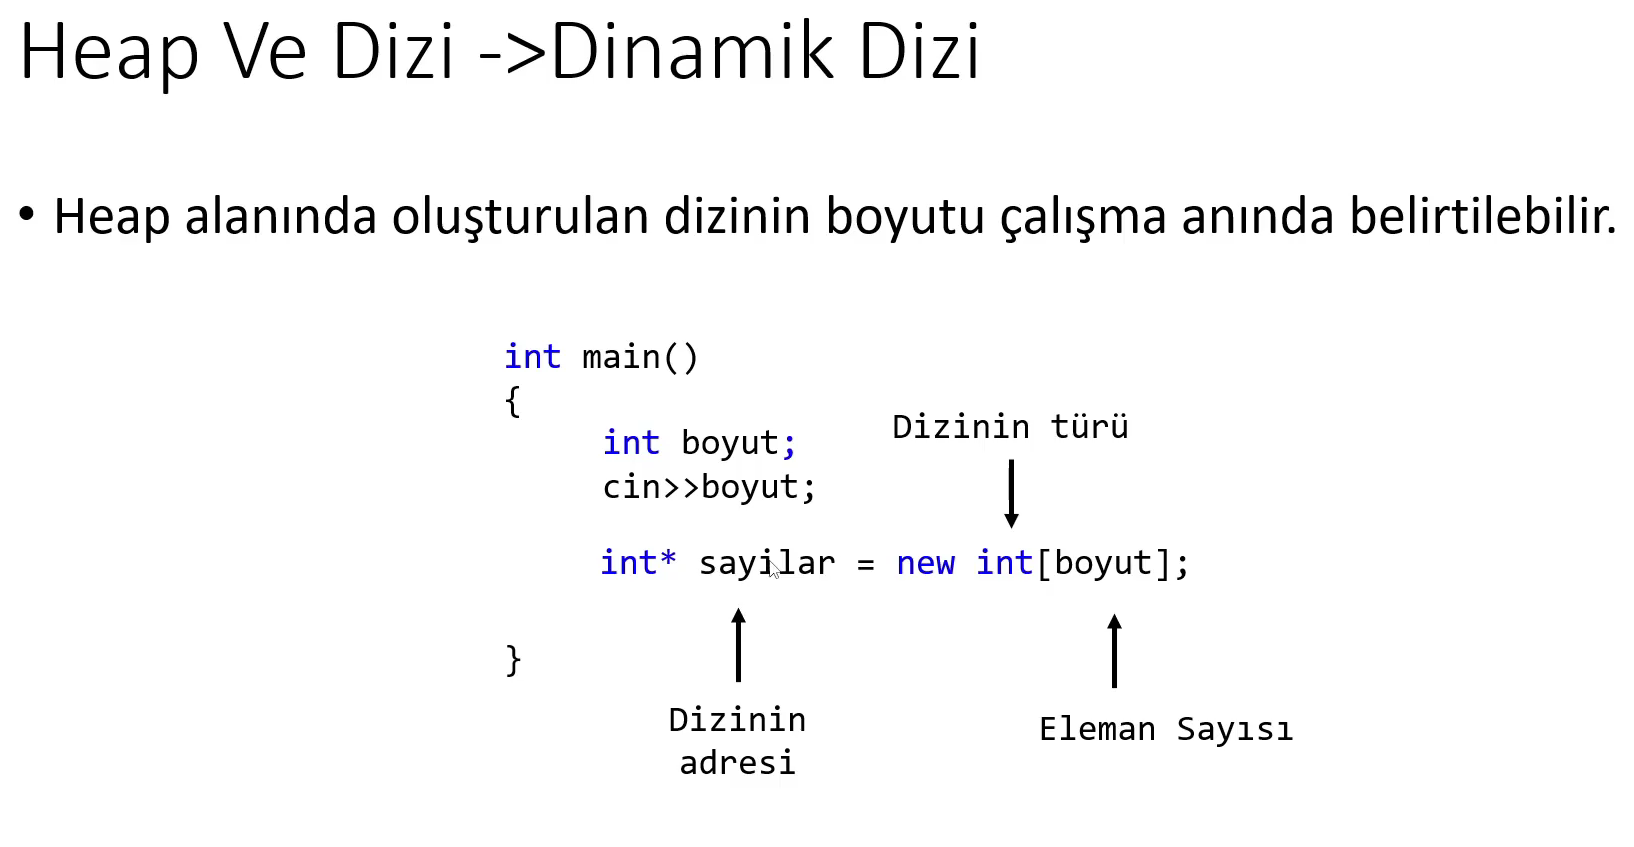 Heap Ve Dizi ->Dinamik Dizi
• Heap alanında oluşturulan dizinin boyutu çalışma anında belirtilebilir.
int main()
{
int boyut;
Dizinin türü
cin>>boyut;
int* sayilar = new int[boyut];
}
Dizinin
adresi
Eleman Sayısı